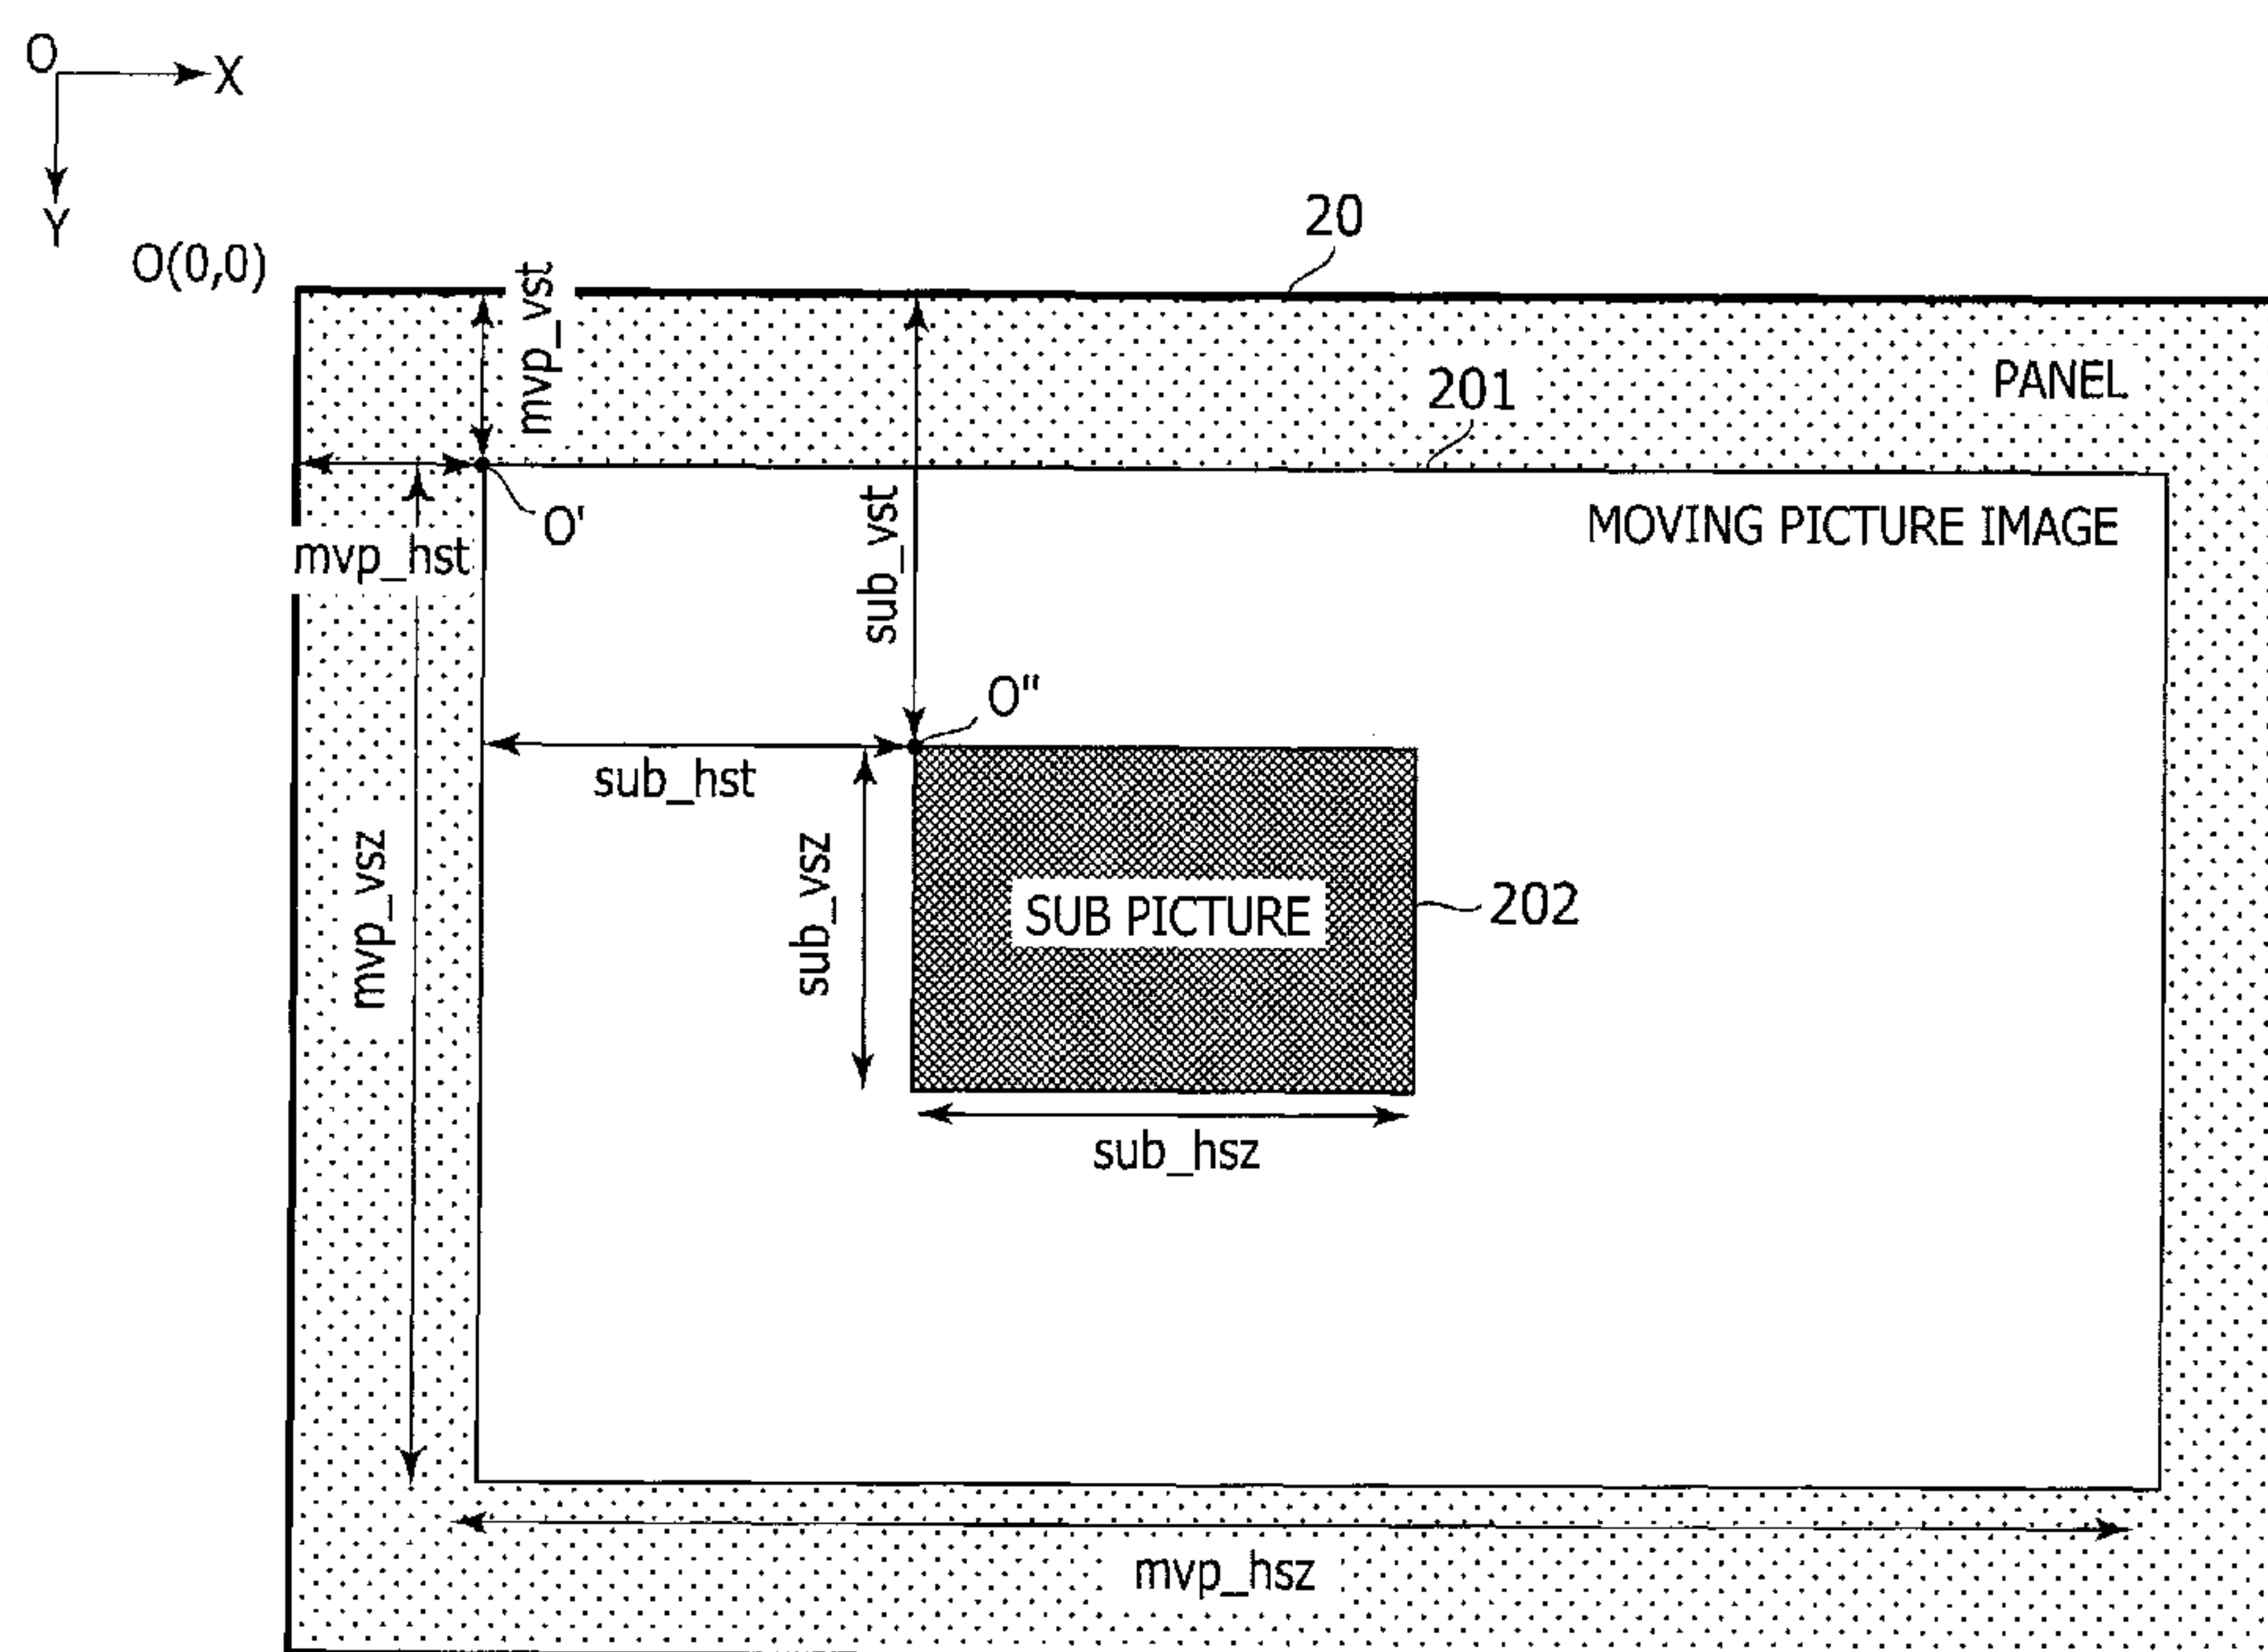 O
X
Y
O(0,0)
20
mvp_vst
PANEL
201
O'
MOVING PICTURE IMAGE
mvp_hst
sub_vst
O"
sub_hst
mvp_vsz
sub_vsz
SUB PICTURE
202
sub_hsz
mvp_hsz